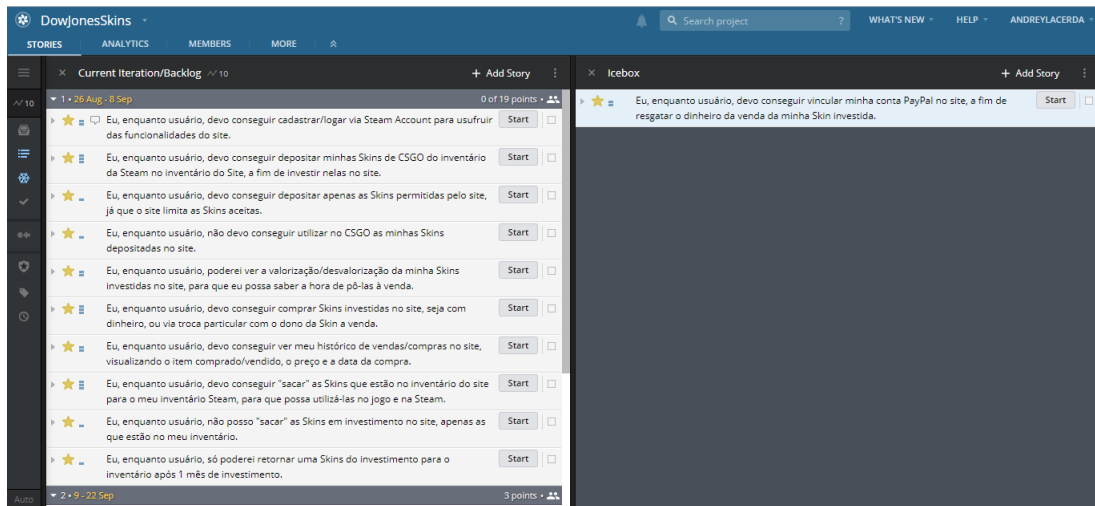 DowJonesSkins
Search project
?
WHAT'S NEW
HELP
ANDREYLACERDA
STORIES
ANALYTICS
MEMBERS
MORE
10
Auto
× Current Iteration/Backlog 10
+ Add Story
1 • 26 Aug - 8 Sep
0 of 19 points •
Eu, enquanto usuário, devo conseguir cadastrar/logar via Steam Account para usufruir
das funcionalidades do site.
Start
Eu, enquanto usuário, devo conseguir depositar minhas Skins de CSGO do inventário
da Steam no inventário do Site, a fim de investir nelas no site.
Start
Eu, enquanto usuário, devo conseguir depositar apenas as Skins permitidas pelo site,
já que o site limita as Skins aceitas.
Start
Eu, enquanto usuário, não devo conseguir utilizar no CSGO as minhas Skins
depositadas no site.
Start
Eu, enquanto usuário, poderei ver a valorização/desvalorização da minha Skins
investidas no site, para que eu possa saber a hora de pô-las à venda.
Start
Eu, enquanto usuário, devo conseguir comprar Skins investidas no site, seja com
dinheiro, ou via troca particular com o dono da Skin a venda.
Start
Eu, enquanto usuário, devo conseguir ver meu histórico de vendas/compras no site,
visualizando o item comprado/vendido, o preço e a data da compra.
Start
Eu, enquanto usuário, devo conseguir "sacar" as Skins que estão no inventário do site
para o meu inventário Steam, para que possa utilizá-las no jogo e na Steam.
Start
Eu, enquanto usuário, não posso "sacar" as Skins em investimento no site, apenas as
que estão no meu inventário.
Start
Eu, enquanto usuário, só poderei retornar uma Skins do investimento para o
inventário após 1 mês de investimento.
Start
2 • 9 - 22 Sep
3 points •
× Icebox
+ Add Story
Eu, enquanto usuário, devo conseguir vincular minha conta PayPal no site, a fim de
resgatar o dinheiro da venda da minha Skin investida.
Start